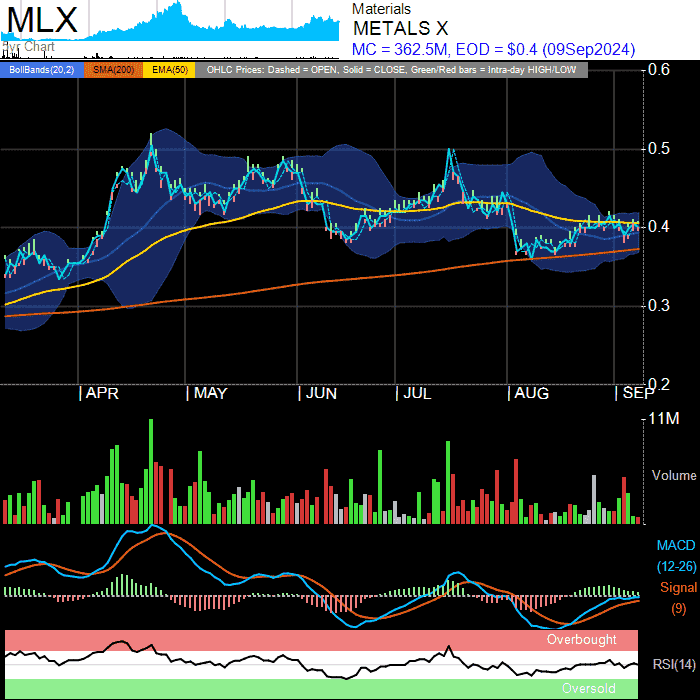 MLX
Materials
METALS X
MC = 362.5M, EOD = $0.4 (09Sep2024)
5yr Chart
BollBands(20,2) SMA(200) EMA(50) OHLC Prices: Dashed = OPEN, Solid = CLOSE, Green/Red bars = Intra-day HIGH/LOW
0.6
0.5
0.4
0.3
0.2
APR MAY JUN JUL AUG SEP
11M
Volume
MACD
(12-26)
Signal
(9)
Overbought
RSI(14)
Oversold